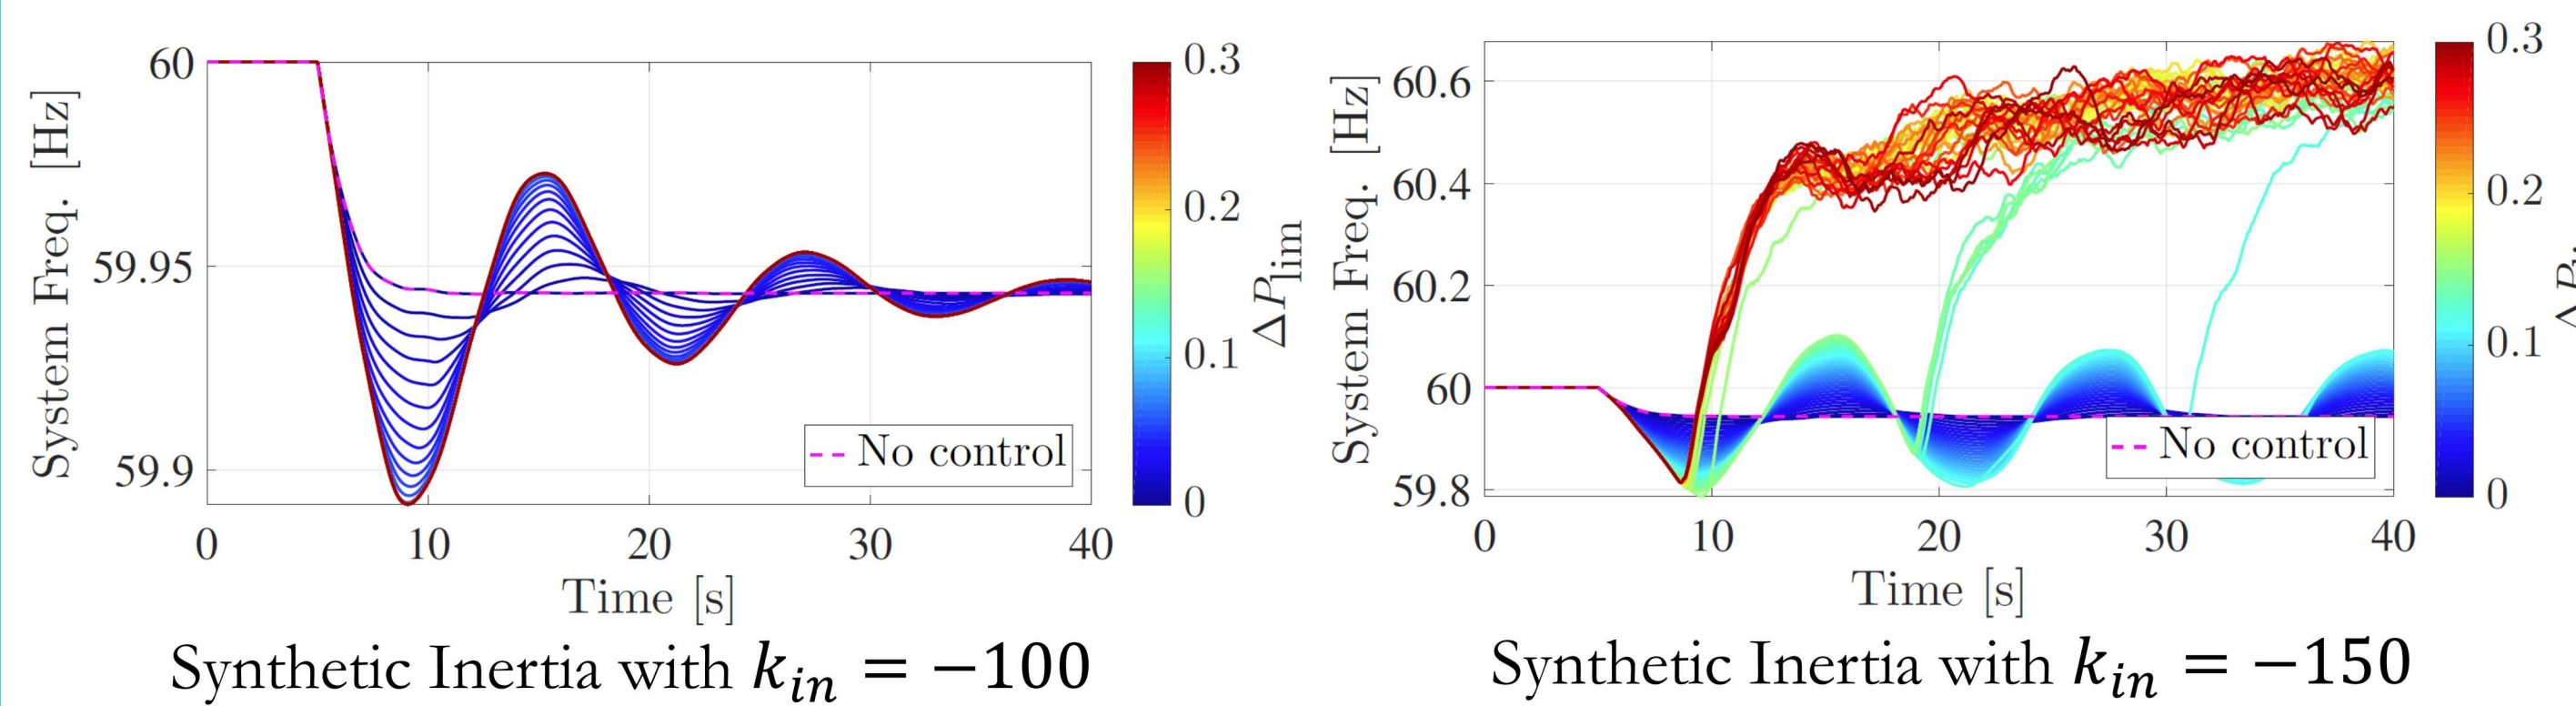 60
59.95
59.9
System Freq. [Hz]
0 10 20 30 40
Time [s]
No control
0.3
0.2
0.1
0
ΔP_lim
Synthetic Inertia with k_in = −100
60.6
60.4
60.2
60
59.8
System Freq. [Hz]
0 10 20 30 40
Time [s]
No control
0.3
0.2
0.1
0
Synthetic Inertia with k_in = −150